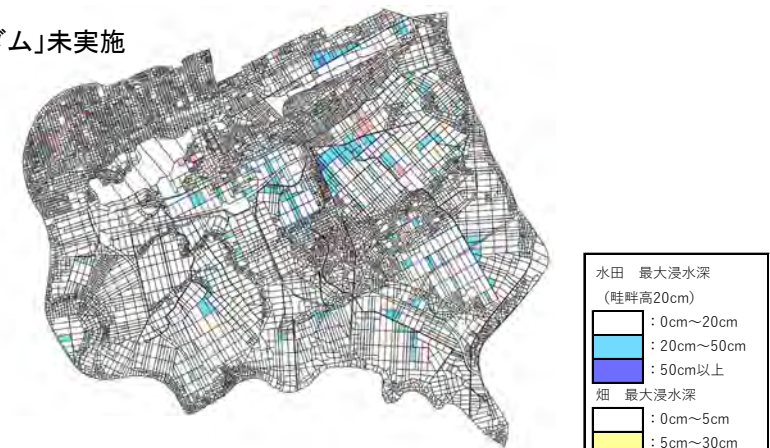 ダム」未実施
水田 最大浸水深
(畦畔高20cm)
:0cm～20cm
:20cm～50cm
:50cm以上
畑 最大浸水深
:0cm～5cm
:5cm～30cm